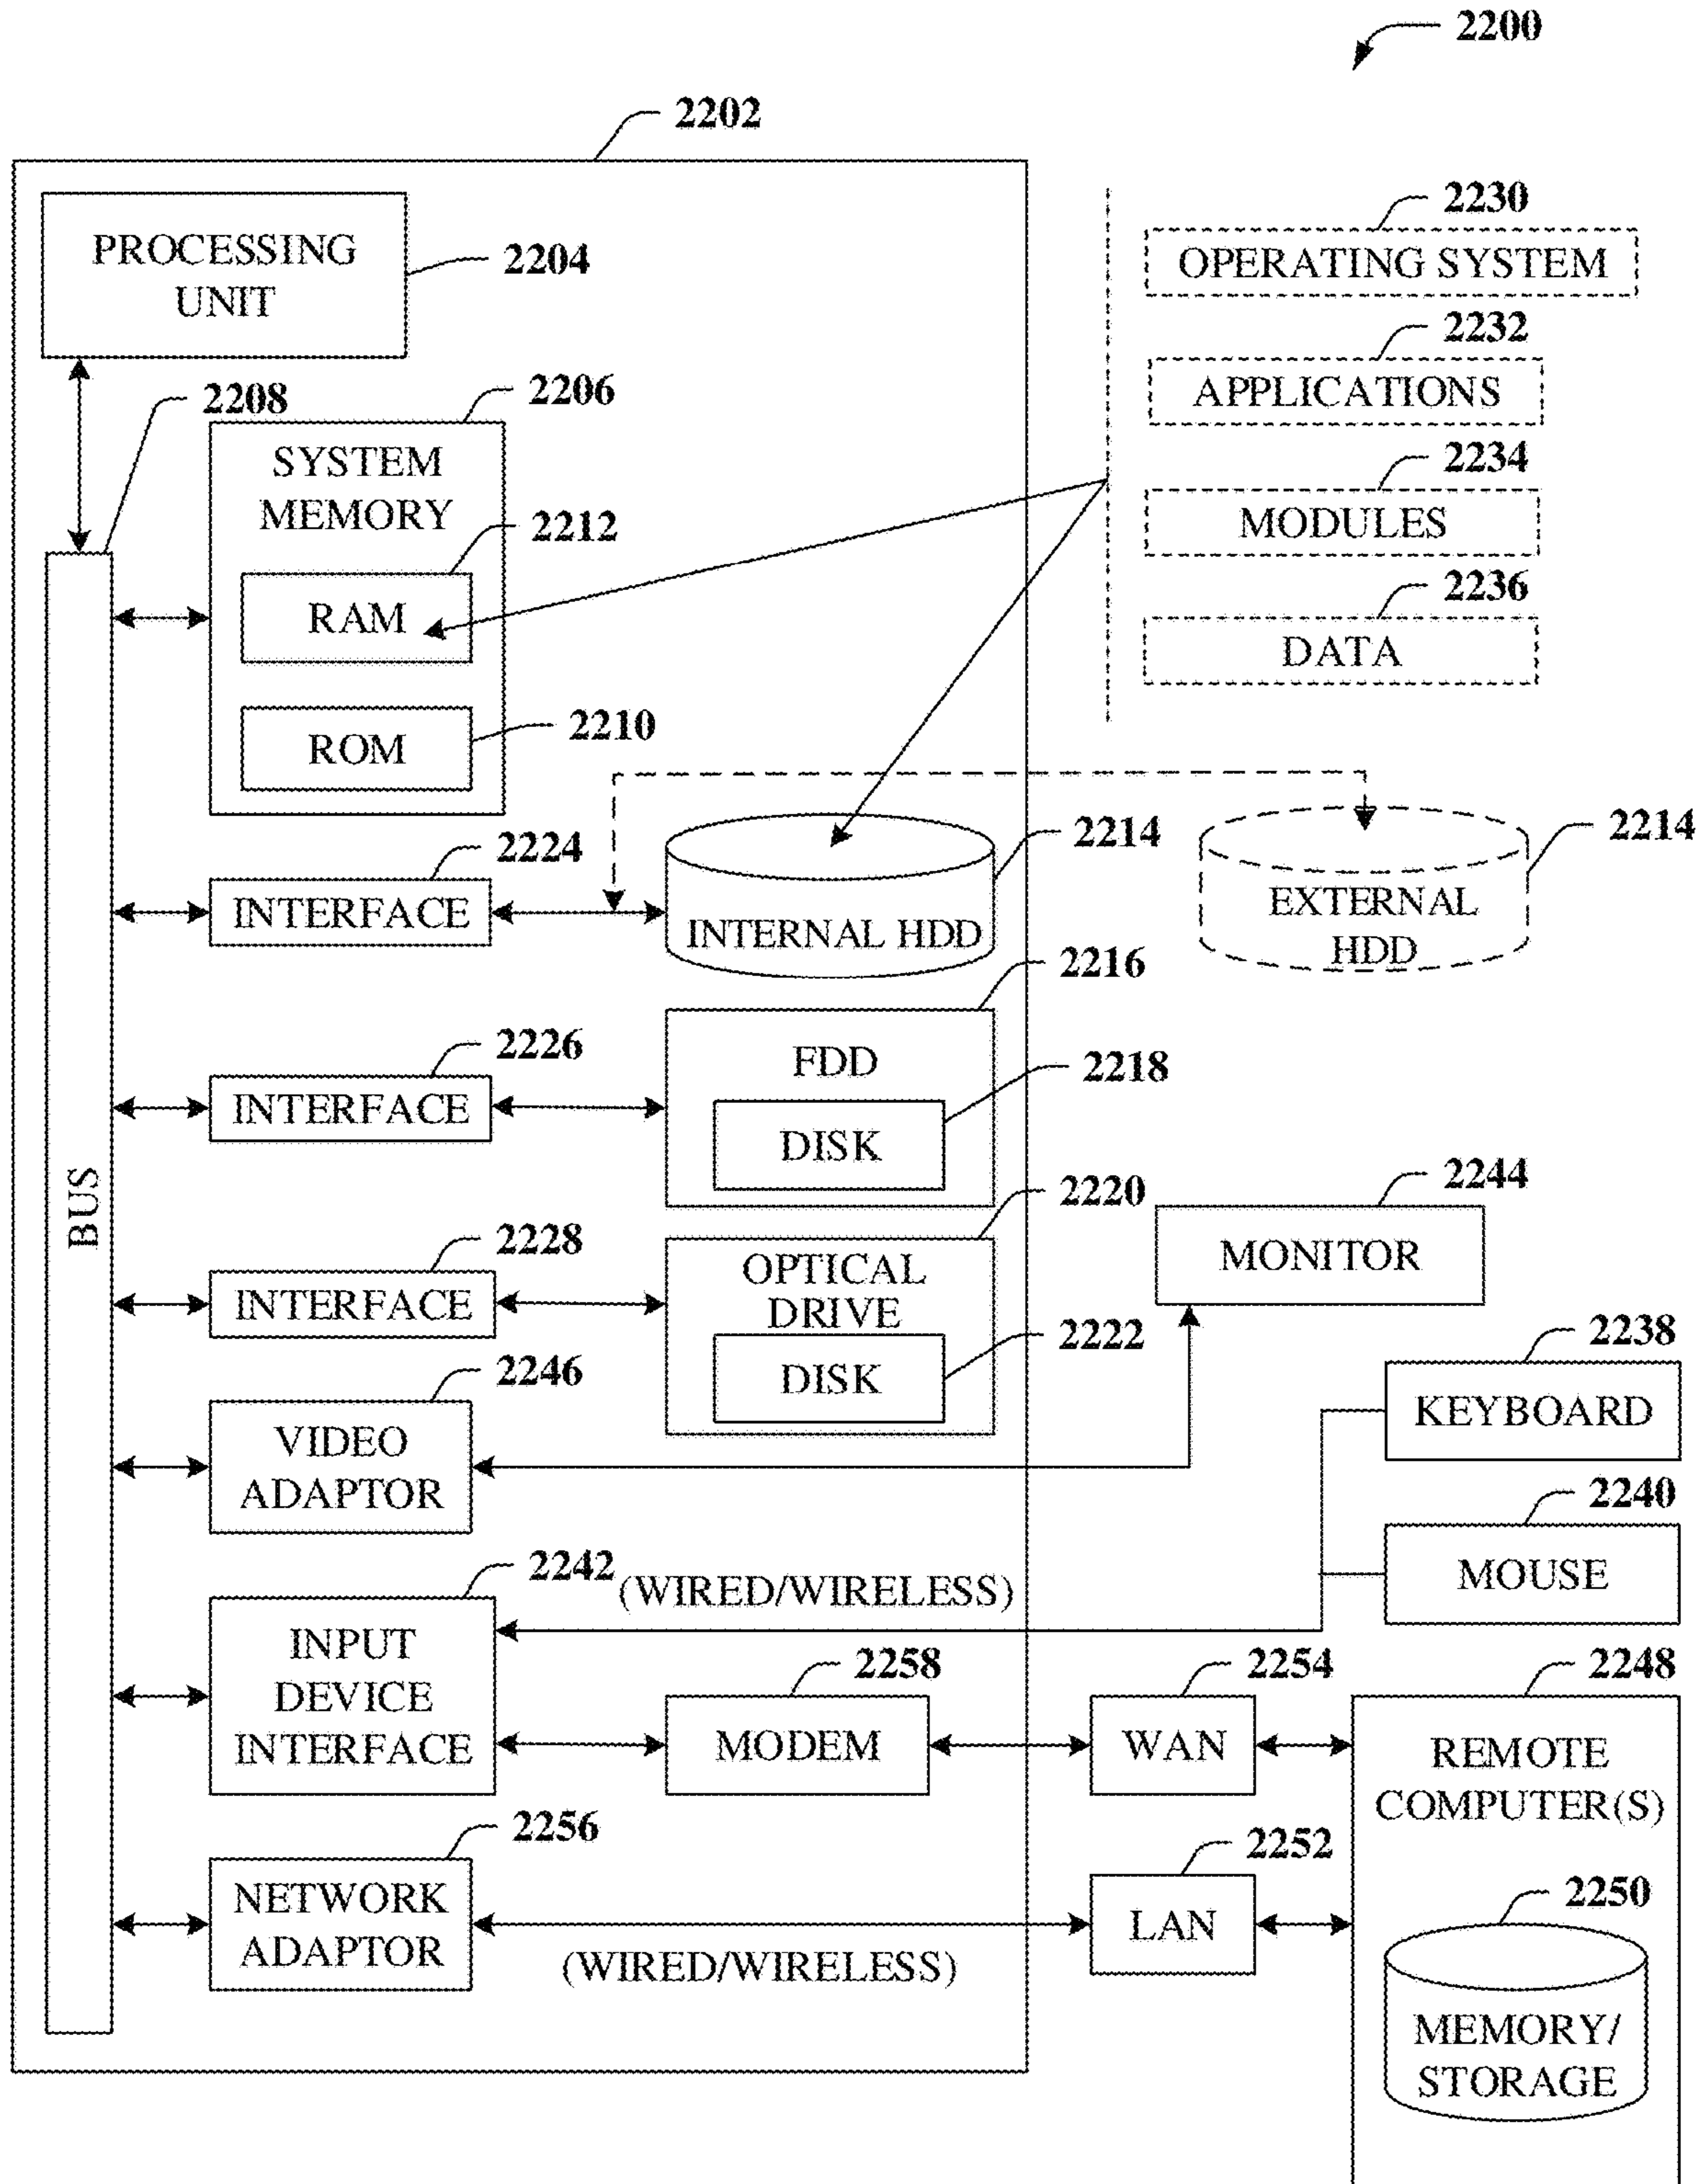 2200
2202
PROCESSING
UNIT
2204
2230
OPERATING SYSTEM
2232
APPLICATIONS
2234
MODULES
2236
DATA
2208
2206
SYSTEM
MEMORY
2212
RAM
2210
ROM
BUS
2224
INTERFACE
2214
INTERNAL HDD
2214
EXTERNAL
HDD
2226
INTERFACE
2216
FDD
2218
DISK
2228
INTERFACE
2220
OPTICAL
DRIVE
2222
DISK
2244
MONITOR
2246
VIDEO
ADAPTOR
2238
KEYBOARD
2240
MOUSE
2242
(WIRED/WIRELESS)
INPUT
DEVICE
INTERFACE
2258
MODEM
2254
WAN
2248
REMOTE
COMPUTER(S)
2256
NETWORK
ADAPTOR
(WIRED/WIRELESS)
2252
LAN
2250
MEMORY/
STORAGE